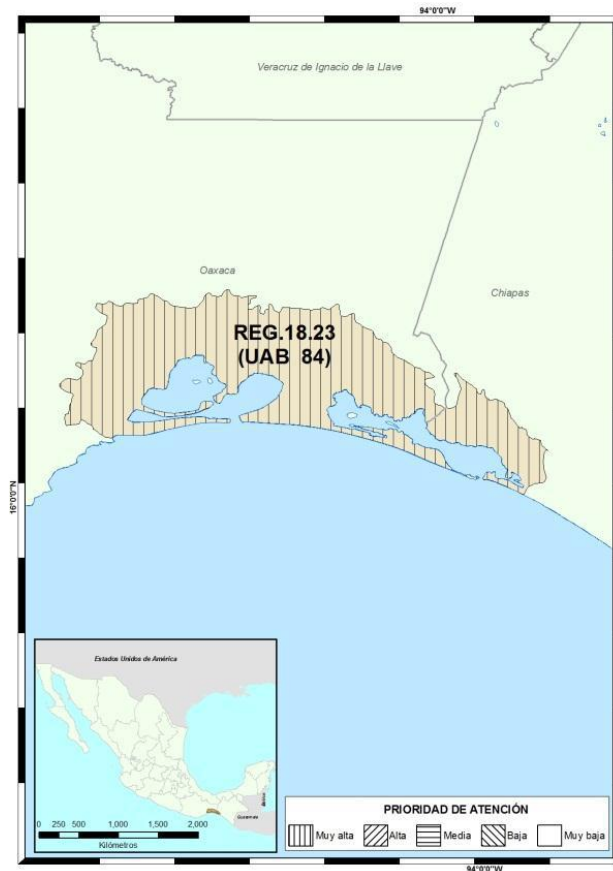 94°0'0"W
Veracruz de Ignacio de la Llave
Oaxaca
Chiapas
REG.18.23
(UAB 84)
16°0'0"N
Estados Unidos de América
Guatemala
0 250 500 1,000 1,500 2,000
Kilómetros
PRIORIDAD DE ATENCIÓN
Muy alta Alta Media Baja Muy baja
94°0'0"W